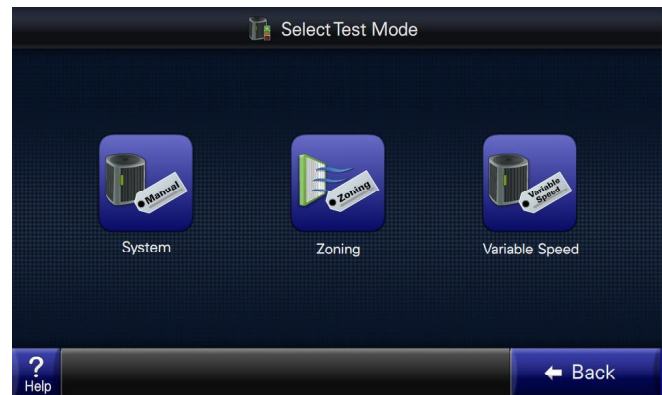 Select Test Mode
Manual
Zoning
Variable
Speed
System
Zoning
Variable Speed
?
Help
Back